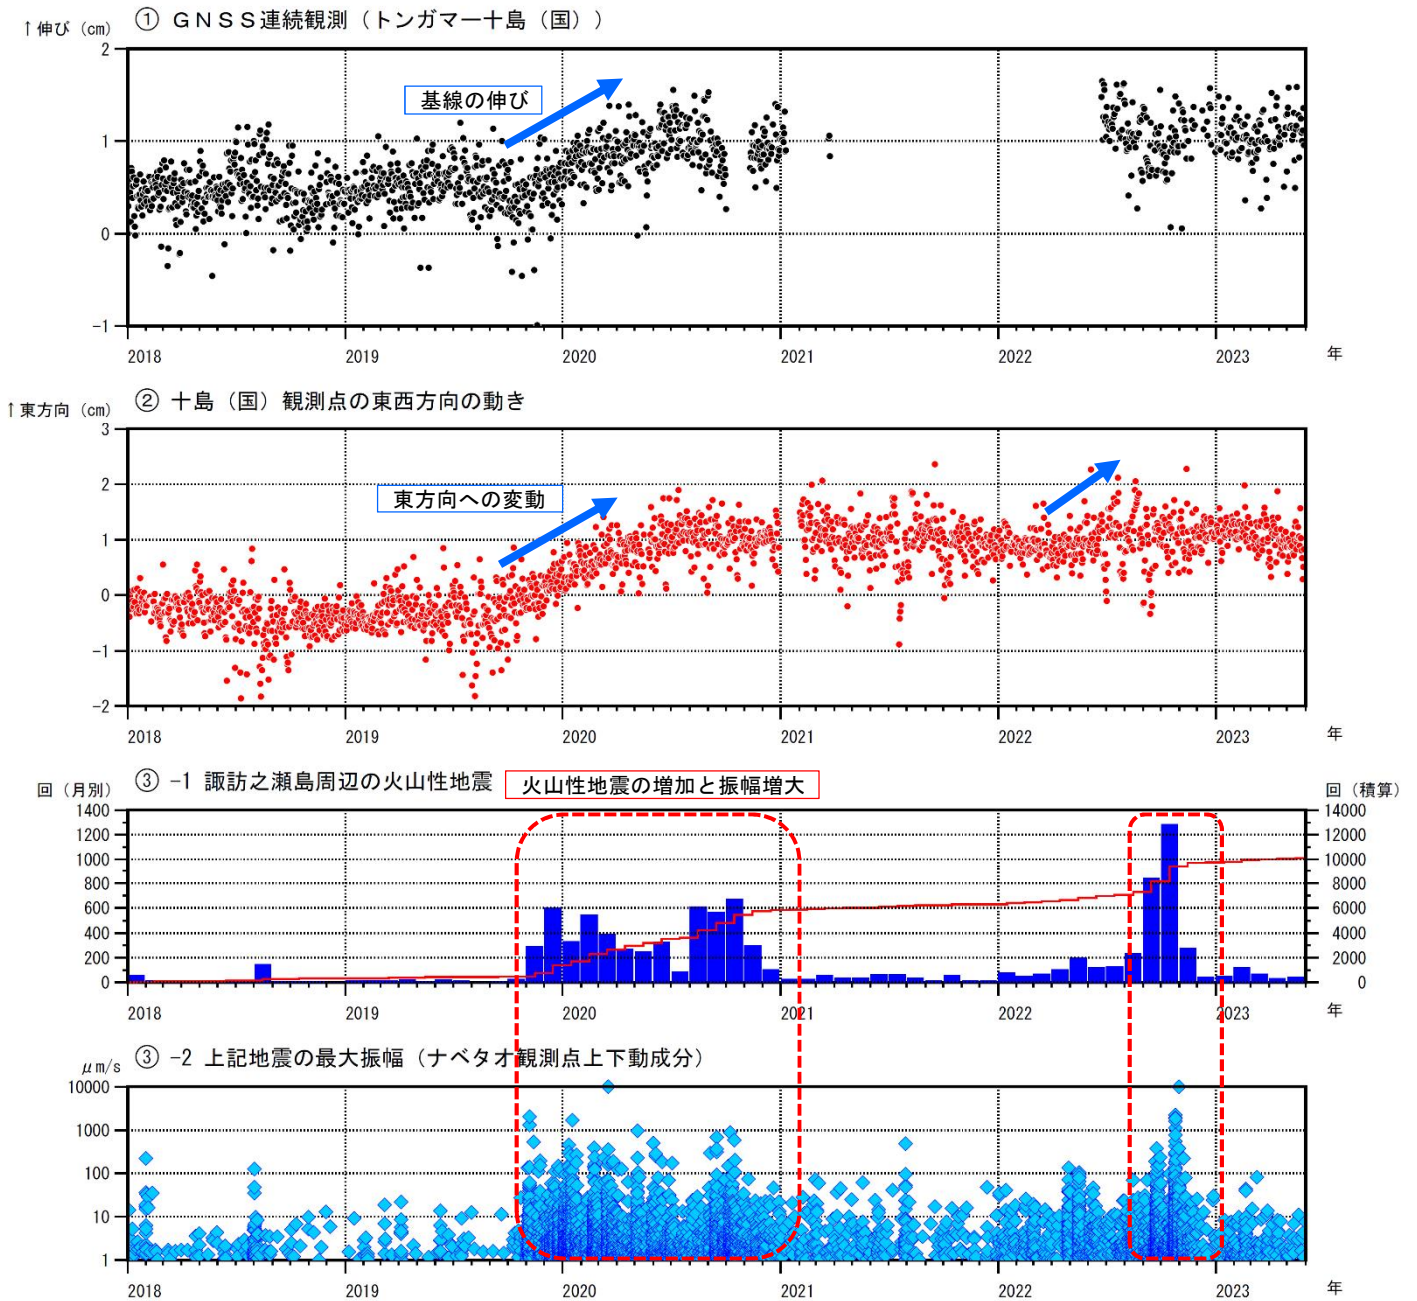 ① GNSS連続観測（トンガマー十島（国））
↑伸び（cm）
基線の伸び
2
1
0
-1
2018 2019 2020 2021 2022 2023 年
② 十島（国）観測点の東西方向の動き
↑東方向（cm）
東方向への変動
3
2
1
0
-1
-2
2018 2019 2020 2021 2022 2023 年
③-1 諏訪之瀬島周辺の火山性地震
火山性地震の増加と振幅増大
回（月別） 回（積算）
1400 14000
1200 12000
1000 10000
800 8000
600 6000
400 4000
200 2000
0 0
2018 2019 2020 2021 2022 2023 年
③-2 上記地震の最大振幅（ナベタオ観測点上下動成分）
μm/s
10000
1000
100
10
1
2018 2019 2020 2021 2022 2023 年